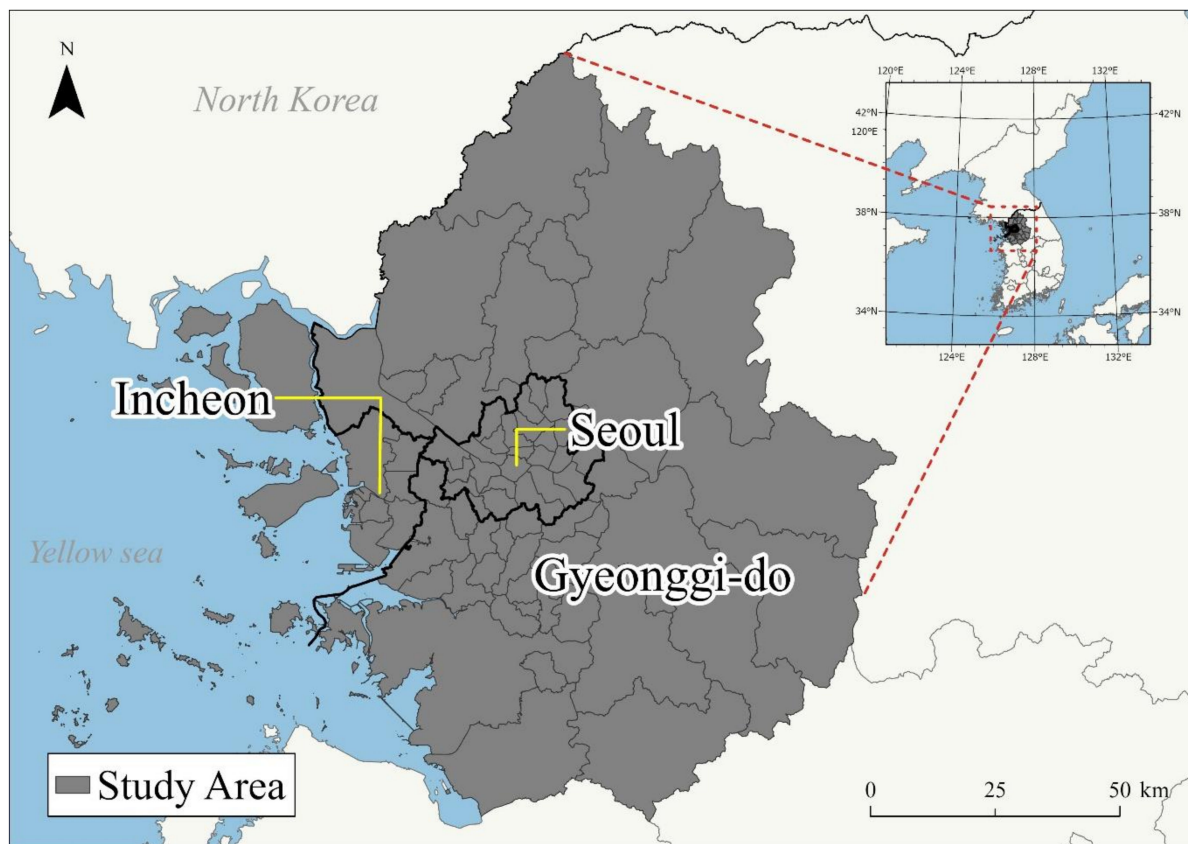 N
North Korea
120°E 124°E 128°E 132°E
42°N
42°N
120°E
38°N
38°N
34°N
34°N
124°E 128°E 132°E
Incheon
Seoul
Yellow sea
Gyeonggi-do
Study Area
0 25 50 km